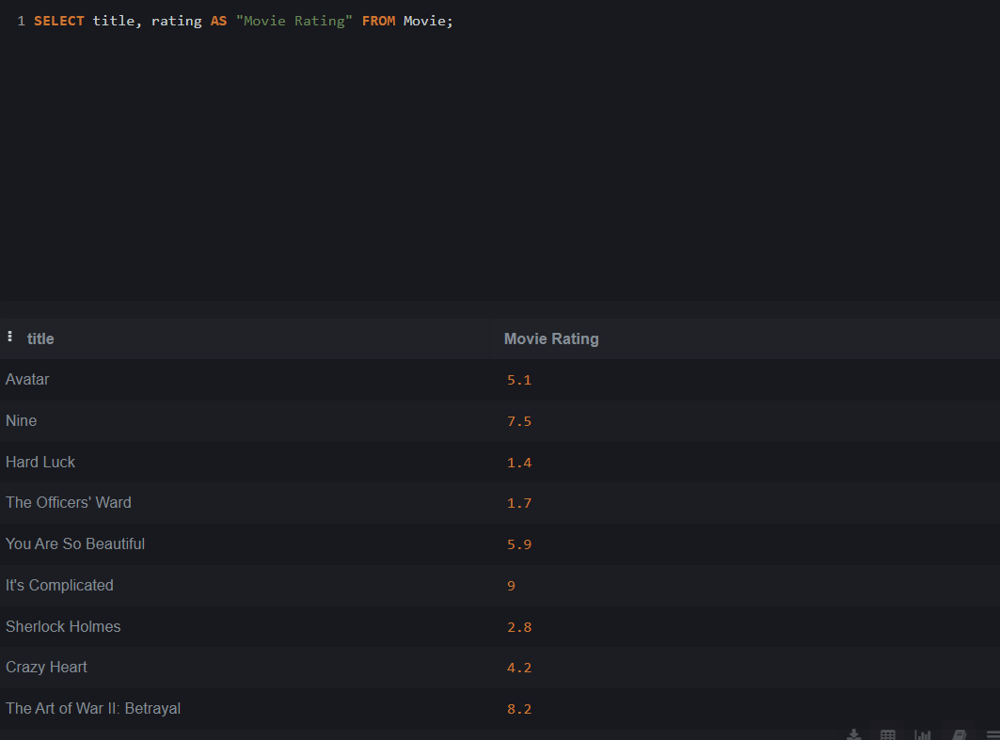 1 SELECT title, rating AS "Movie Rating" FROM Movie;
title Movie Rating
Avatar 5.1
Nine 7.5
Hard Luck 1.4
The Officers' Ward 1.7
You Are So Beautiful 5.9
It's Complicated 9
Sherlock Holmes 2.8
Crazy Heart 4.2
The Art of War II: Betrayal 8.2